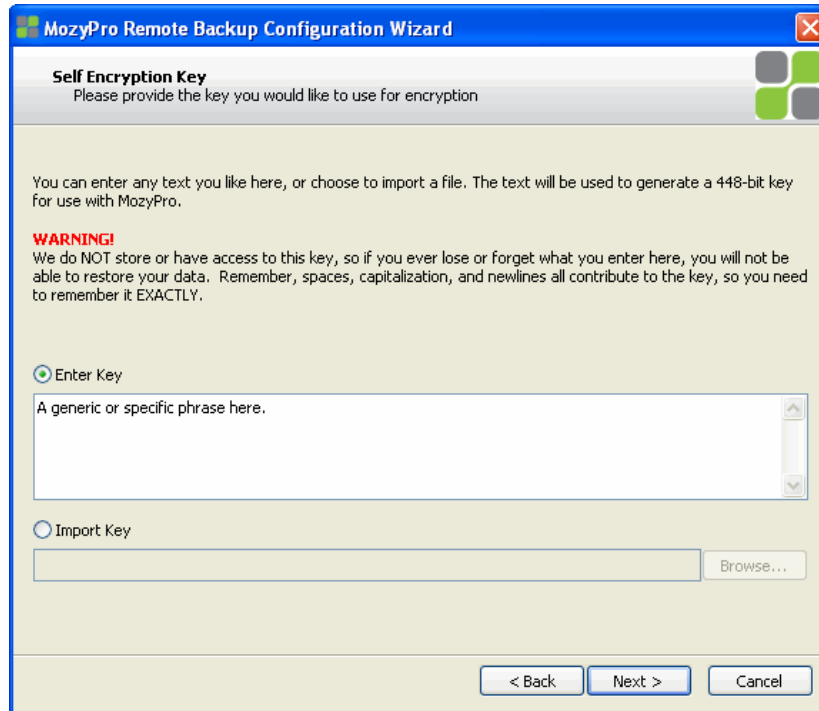 MozyPro Remote Backup Configuration Wizard
Self Encryption Key
Please provide the key you would like to use for encryption
You can enter any text you like here, or choose to import a file. The text will be used to generate a 448-bit key
for use with MozyPro.
WARNING!
We do NOT store or have access to this key, so if you ever lose or forget what you enter here, you will not be
able to restore your data.  Remember, spaces, capitalization, and newlines all contribute to the key, so you need
to remember it EXACTLY.
Enter Key
A generic or specific phrase here.
Import Key
Browse...
< Back Next > Cancel